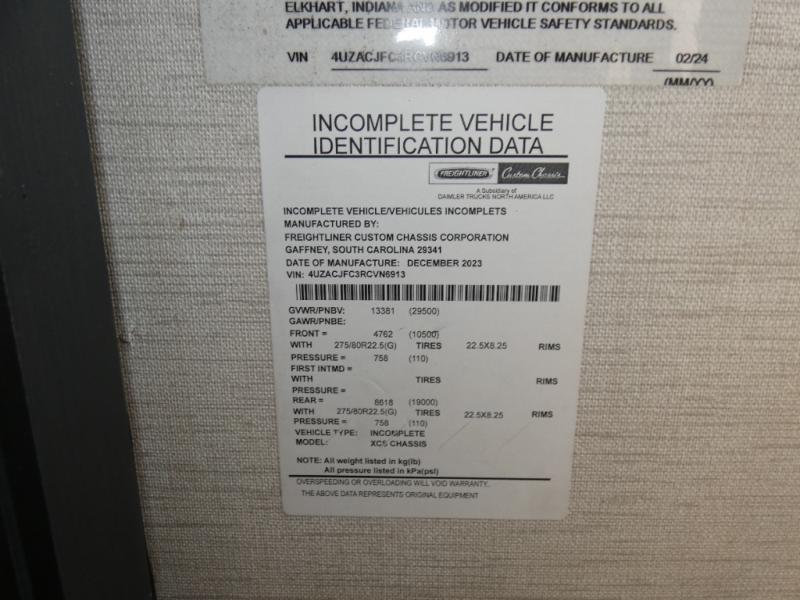 ELKHART, INDIANA AND AS MODIFIED IT CONFORMS TO ALL
APPLICABLE FEDERAL MOTOR VEHICLE SAFETY STANDARDS.
VIN 4UZACJFC3RCVN6913 DATE OF MANUFACTURE 02/24
(MM/YY)
INCOMPLETE VEHICLE
IDENTIFICATION DATA
FREIGHTLINER Custom Chassis
A Subsidiary of
DAIMLER TRUCKS NORTH AMERICA LLC
INCOMPLETE VEHICLE/VEHICULES INCOMPLETS
MANUFACTURED BY:
FREIGHTLINER CUSTOM CHASSIS CORPORATION
GAFFNEY, SOUTH CAROLINA 29341
DATE OF MANUFACTURE: DECEMBER 2023
VIN: 4UZACJFC3RCVN6913
GVWR/PNBV: 13381 (29500)
GAWR/PNBE:
FRONT = 4762 (10500)
WITH 275/80R22.5(G) TIRES 22.5X8.25 RIMS
PRESSURE = 758 (110)
FIRST INTMD =
WITH TIRES RIMS
PRESSURE =
REAR = 8618 (19000)
WITH 275/80R22.5(G) TIRES 22.5X8.25 RIMS
PRESSURE = 758 (110)
VEHICLE TYPE: INCOMPLETE
MODEL: XCS CHASSIS
NOTE: All weight listed in kg(lb)
All pressure listed in kPa(psi)
OVERSPEEDING OR OVERLOADING WILL VOID WARRANTY.
THE ABOVE DATA REPRESENTS ORIGINAL EQUIPMENT